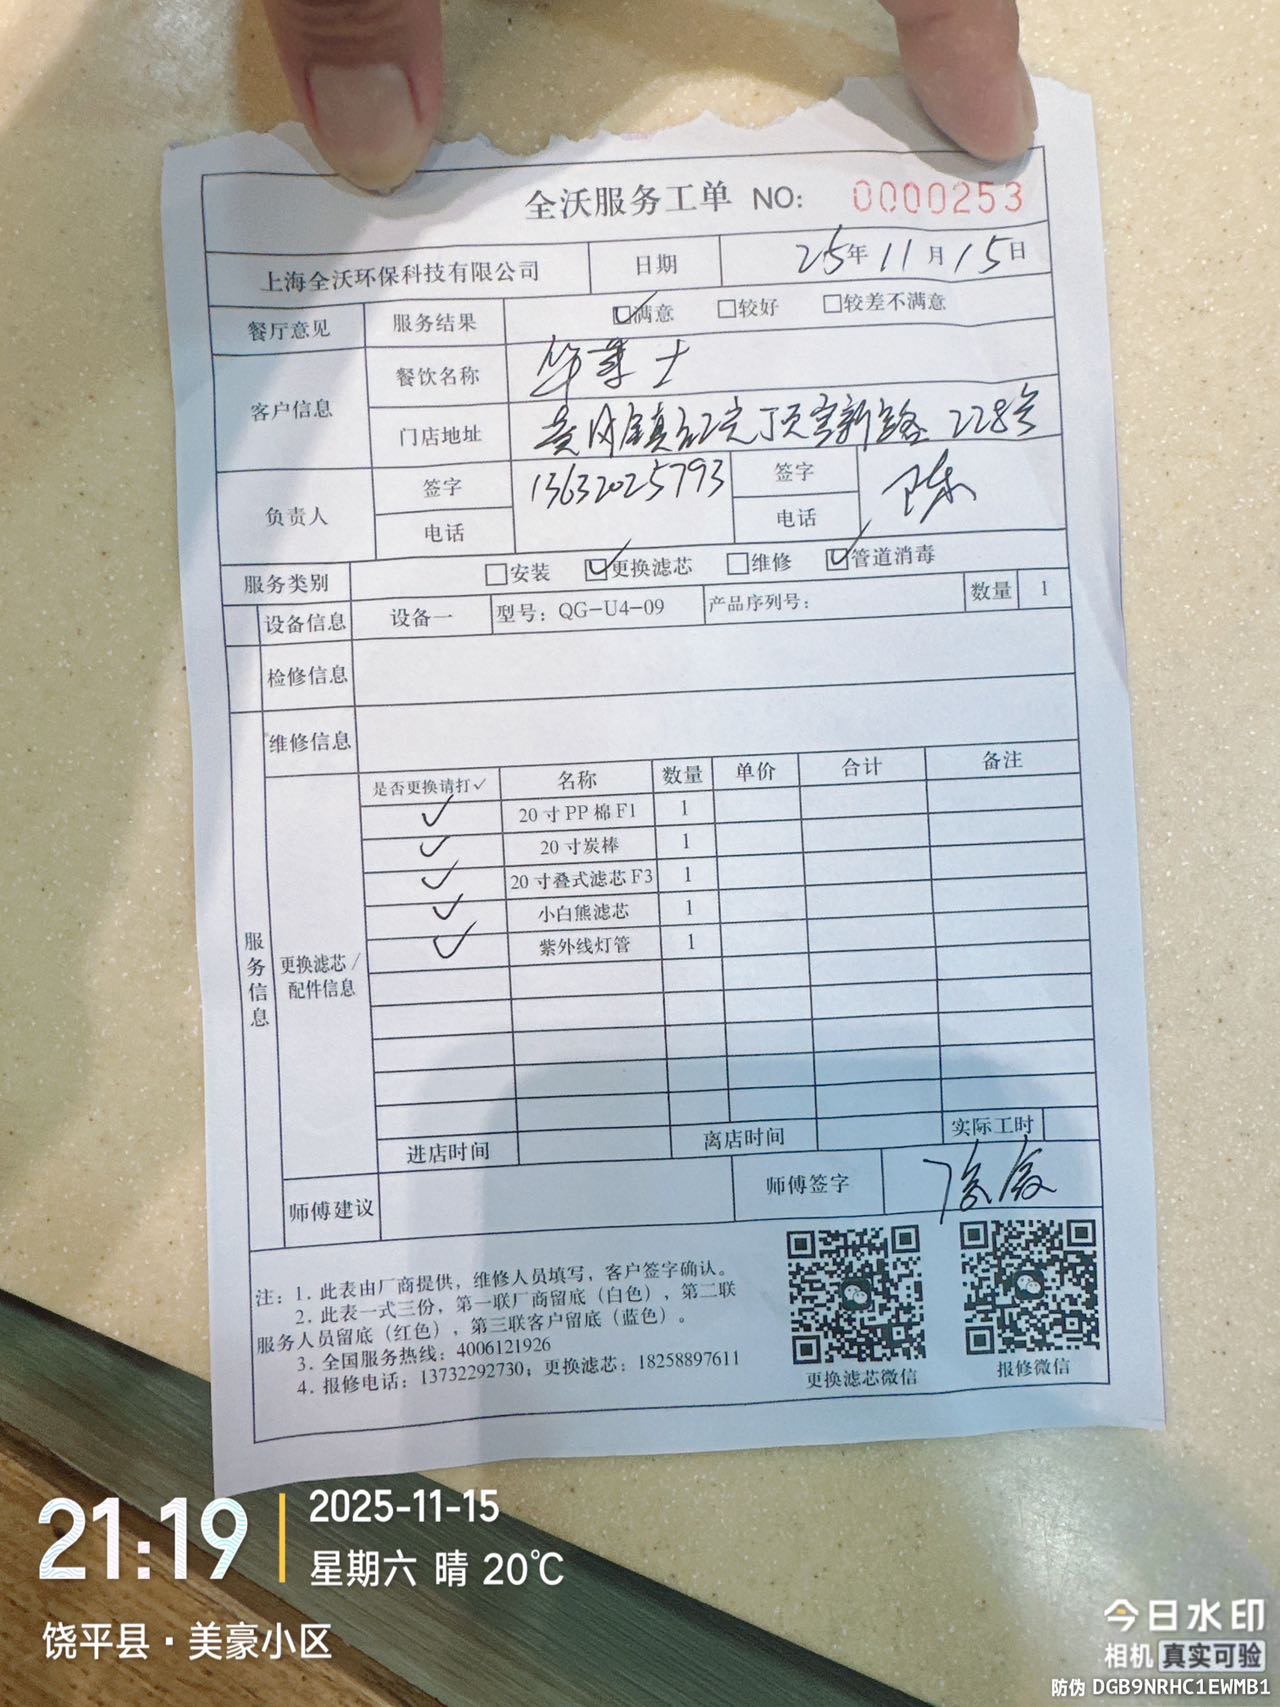 全沃服务工单 NO: 0000253
上海全沃环保科技有限公司 日期 25年11月15日
餐厅意见 服务结果 ☑满意 □较好 □较差不满意
客户信息 餐饮名称 华莱士
门店地址 黄冈镇红光顶宫新路 228号
负责人 签字 13632025793 签字 陈
电话 电话
服务类别 □安装 ☑更换滤芯 □维修 ☑管道消毒
设备信息 设备一 型号：QG-U4-09 产品序列号： 数量 1
检修信息
维修信息
服务信息
更换滤芯/配件信息
是否更换请打✓ 名称 数量 单价 合计 备注
✓ 20寸PP棉F1 1
✓ 20寸炭棒 1
✓ 20寸叠式滤芯F3 1
✓ 小白熊滤芯 1
✓ 紫外线灯管 1
进店时间 离店时间 实际工时
师傅建议 师傅签字
注：1. 此表由厂商提供，维修人员填写，客户签字确认。
2. 此表一式三份，第一联厂商留底（白色），第二联
服务人员留底（红色），第三联客户留底（蓝色）。
3. 全国服务热线：4006121926
4. 报修电话：13732292730；更换滤芯：18258897611
更换滤芯微信 报修微信
21:19
2025-11-15
星期六 晴 20℃
饶平县·美豪小区
今日水印
相机 真实可验
防伪 DGB9NRHC1EWMB1